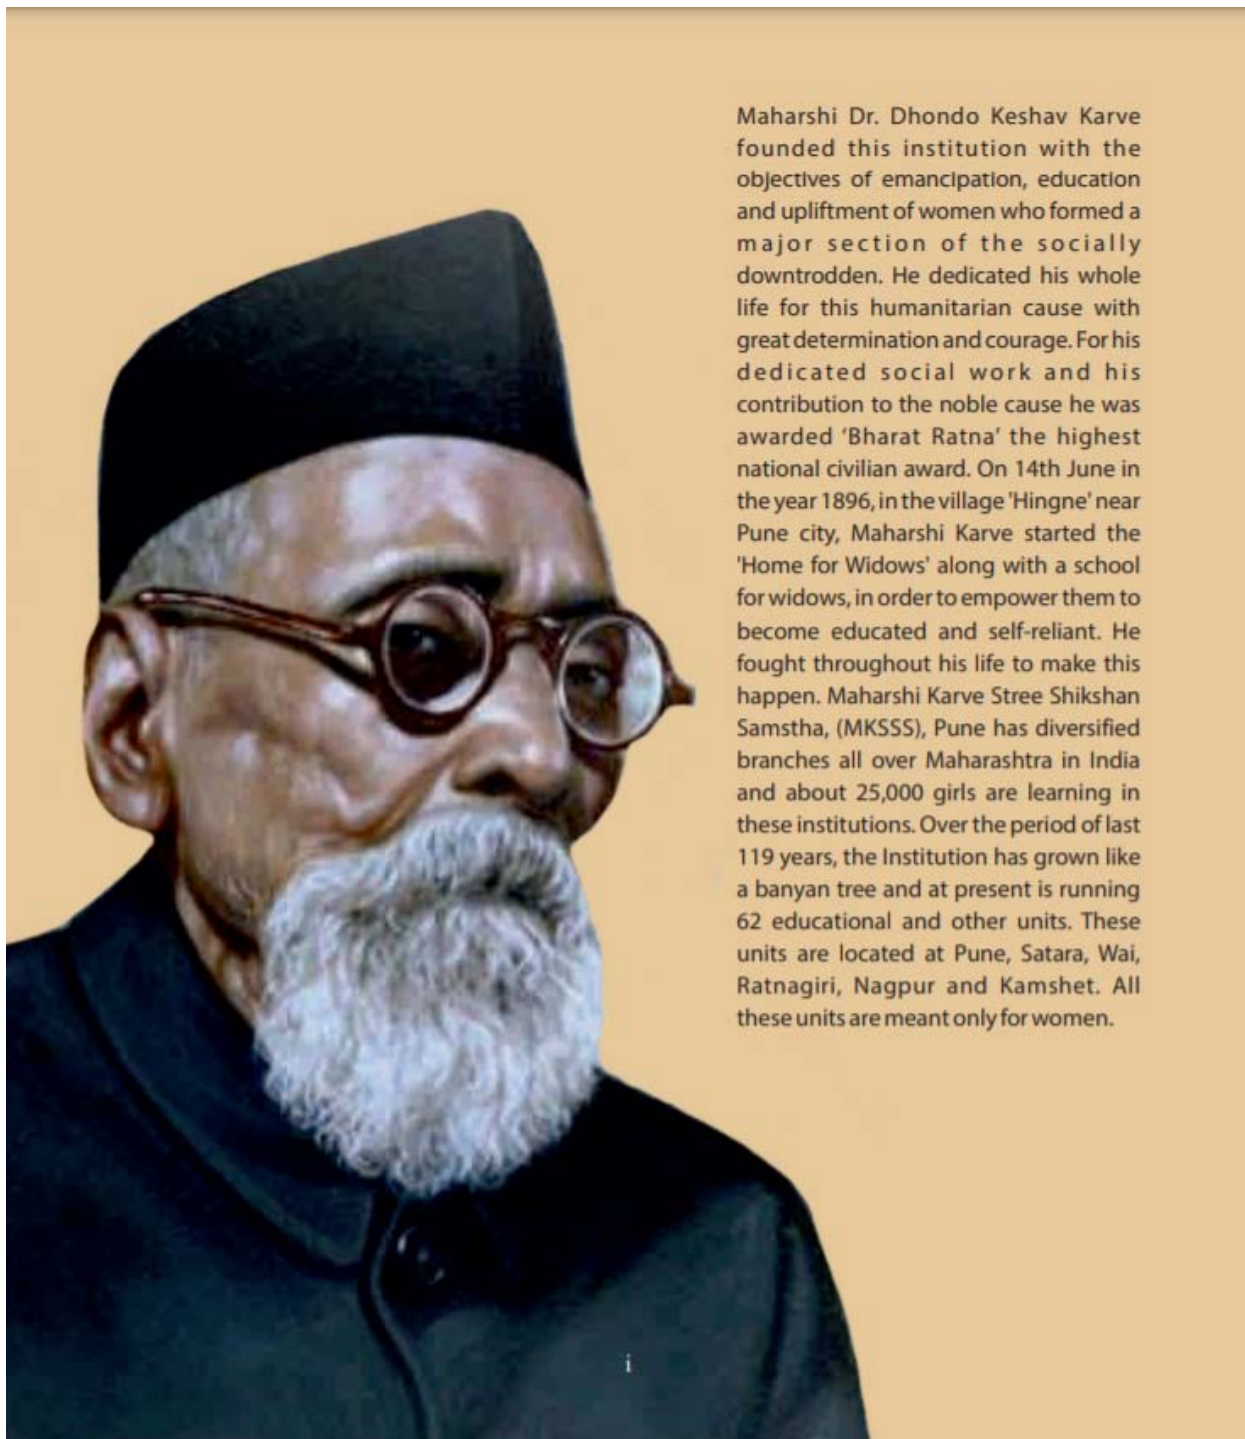 Maharshi Dr. Dhondo Keshav Karve
founded this institution with the
objectives of emancipation, education
and upliftment of women who formed a
major section of the socially
downtrodden. He dedicated his whole
life for this humanitarian cause with
great determination and courage. For his
dedicated social work and his
contribution to the noble cause he was
awarded ‘Bharat Ratna’ the highest
national civilian award. On 14th June in
the year 1896, in the village 'Hingne' near
Pune city, Maharshi Karve started the
'Home for Widows' along with a school
for widows, in order to empower them to
become educated and self-reliant. He
fought throughout his life to make this
happen. Maharshi Karve Stree Shikshan
Samstha, (MKSSS), Pune has diversified
branches all over Maharashtra in India
and about 25,000 girls are learning in
these institutions. Over the period of last
119 years, the Institution has grown like
a banyan tree and at present is running
62 educational and other units. These
units are located at Pune, Satara, Wai,
Ratnagiri, Nagpur and Kamshet. All
these units are meant only for women.
i